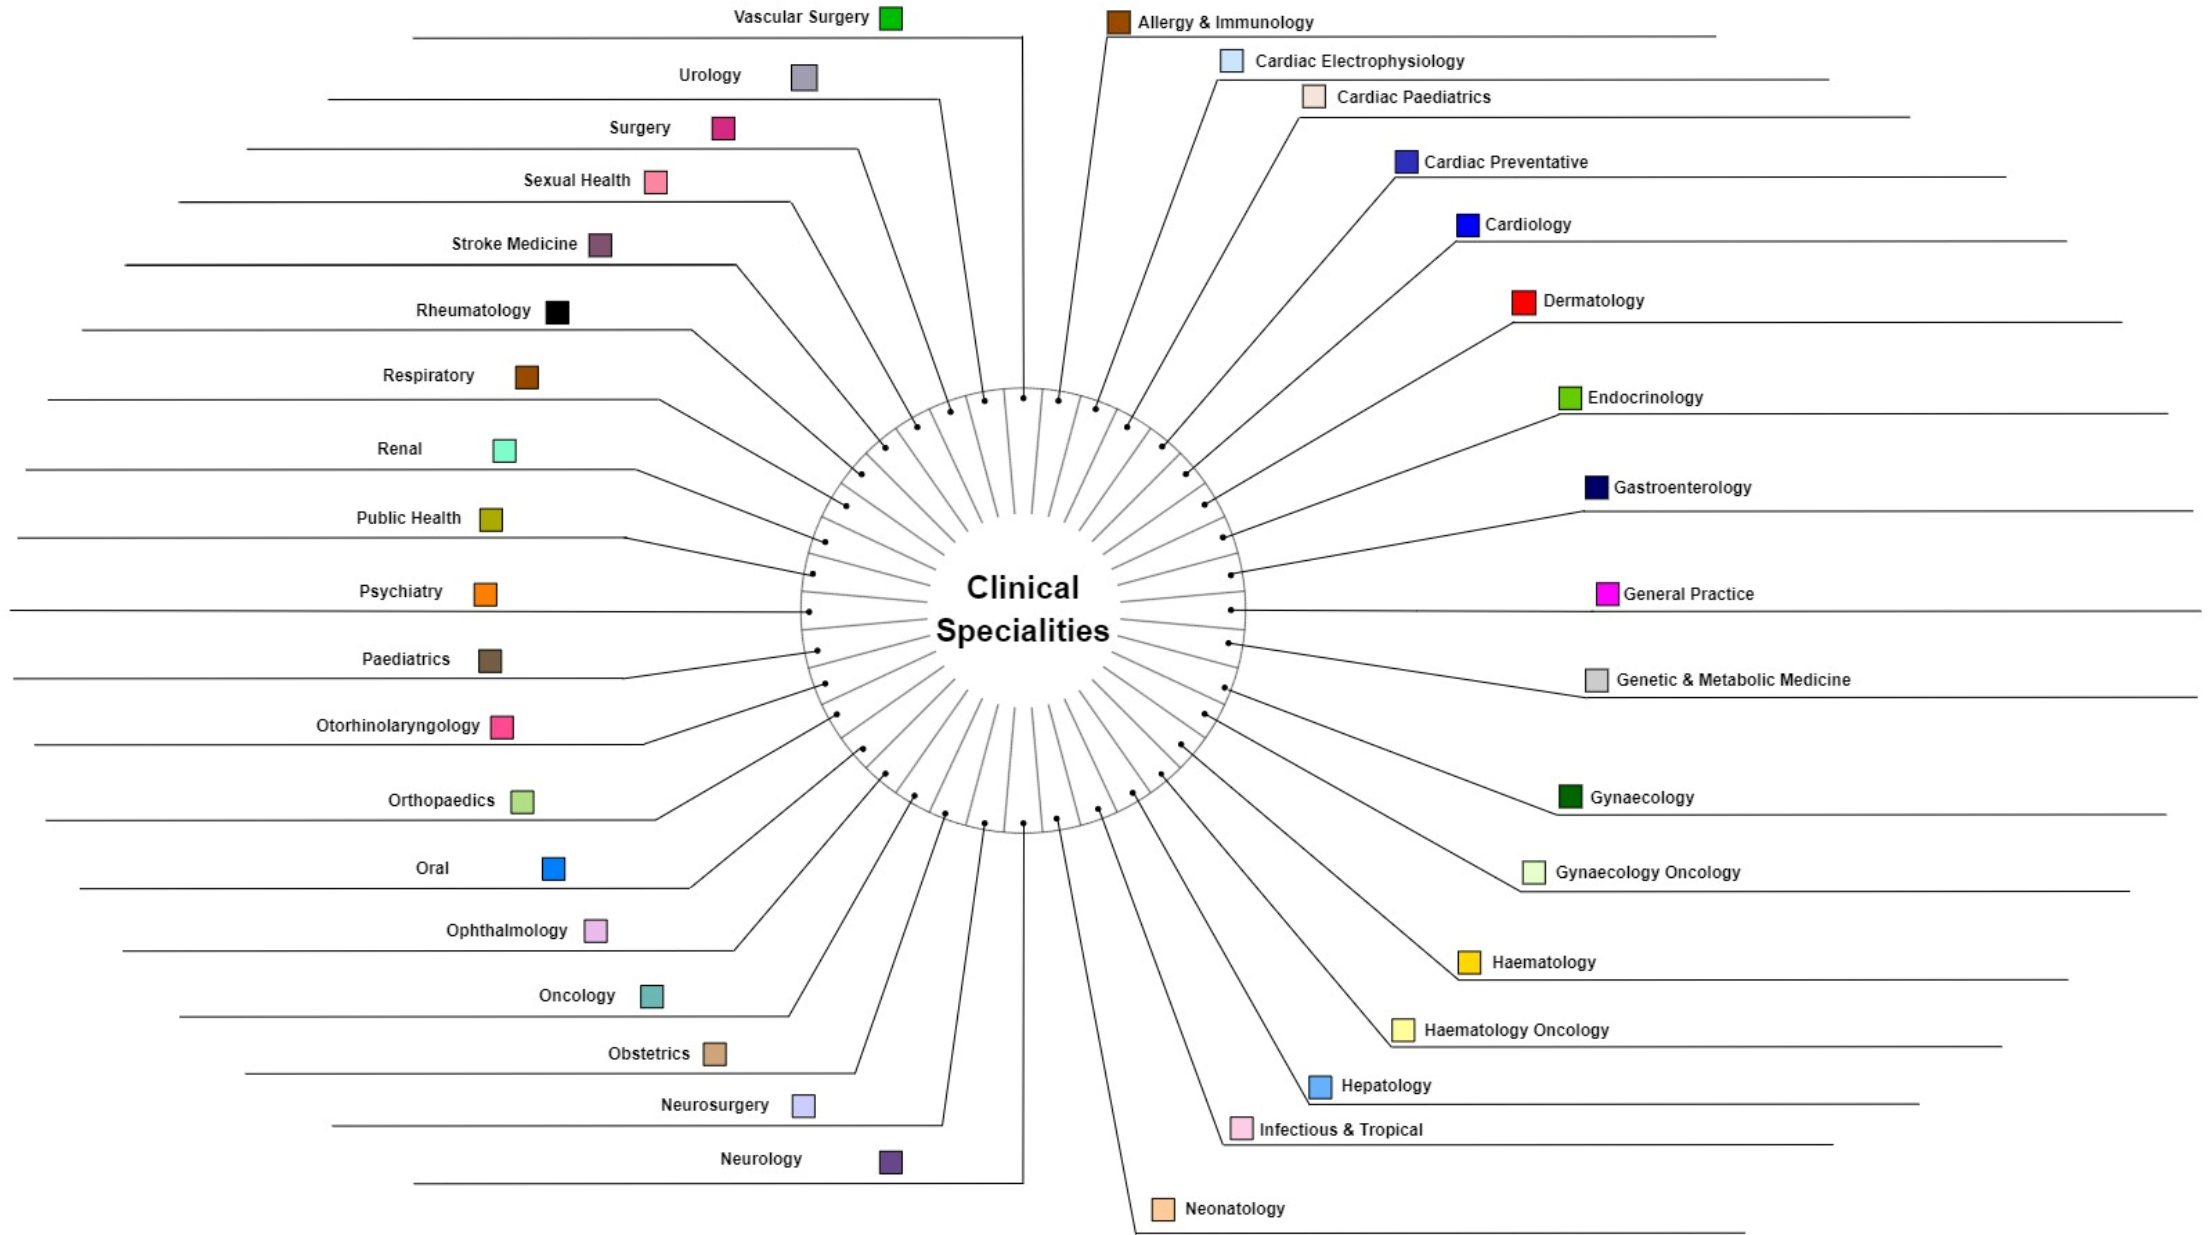 Vascular Surgery
Allergy & Immunology
Cardiac Electrophysiology
Urology
Cardiac Paediatrics
Surgery
Cardiac Preventative
Sexual Health
Cardiology
Stroke Medicine
Dermatology
Rheumatology
Respiratory
Endocrinology
Renal
Gastroenterology
Public Health
Clinical
Specialities
Psychiatry
General Practice
Paediatrics
Genetic & Metabolic Medicine
Otorhinolaryngology
Gynaecology
Orthopaedics
Oral
Gynaecology Oncology
Ophthalmology
Haematology
Oncology
Haematology Oncology
Obstetrics
Hepatology
Neurosurgery
Infectious & Tropical
Neurology
Neonatology